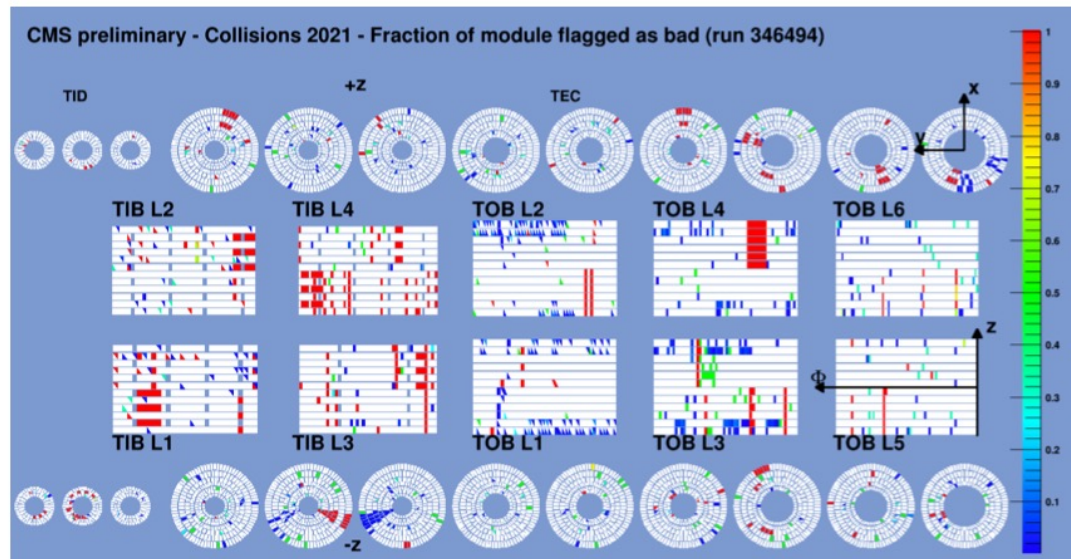 CMS preliminary - Collisions 2021 - Fraction of module flagged as bad (run 346494)
1
+z
TID
TEC
x
y
0.9
0.8
TIB L2
TIB L4
TOB L2
TOB L4
TOB L6
0.7
0.6
0.5
z
0.4
Φ
0.3
TIB L1
TIB L3
TOB L1
TOB L3
TOB L5
0.2
0.1
-z